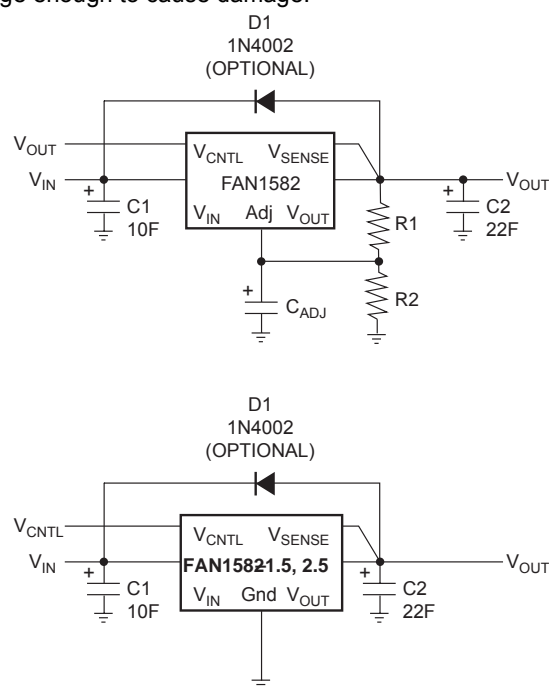 ge enough to cause damage.
D1
1N4002
(OPTIONAL)
VOUT
VCNTL VSENSE
VIN
FAN1582
VOUT
+
C1
10F
VIN Adj VOUT
R1
+
C2
22F
+
CADJ
R2
D1
1N4002
(OPTIONAL)
VCNTL
VCNTL VSENSE
VIN
FAN1582-1.5, 2.5
VOUT
+
C1
10F
VIN Gnd VOUT
+
C2
22F